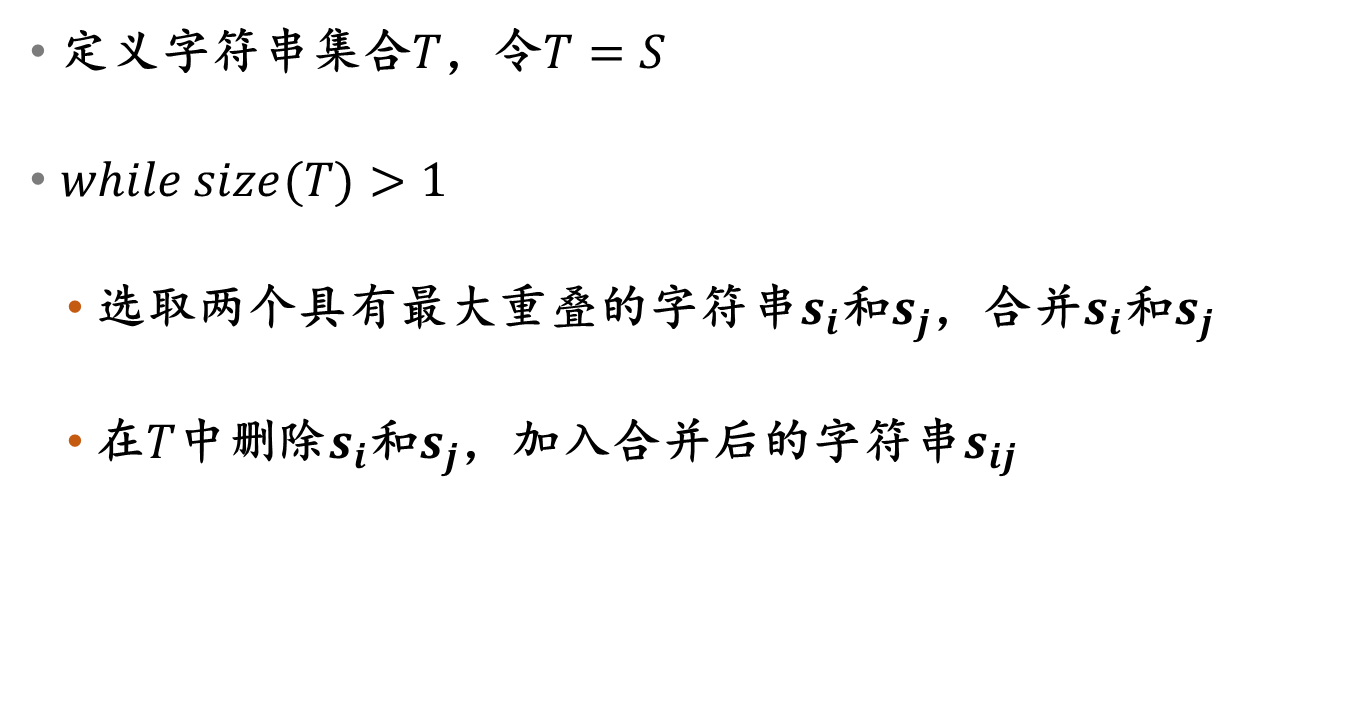 • 定义字符串集合T，令T = S
• while size(T) > 1
• 选取两个具有最大重叠的字符串sᵢ和sⱼ，合并sᵢ和sⱼ
• 在T中删除sᵢ和sⱼ，加入合并后的字符串sᵢⱼ